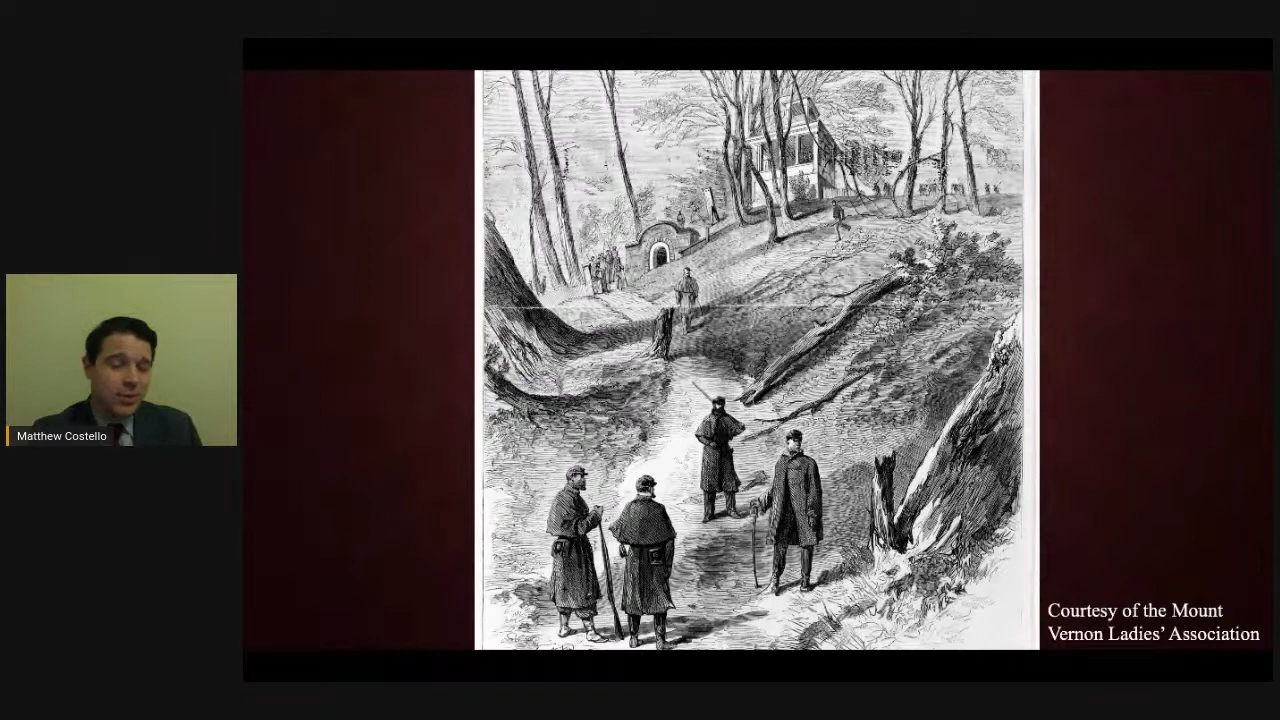 Matthew Costello
Courtesy of the Mount
Vernon Ladies’ Association